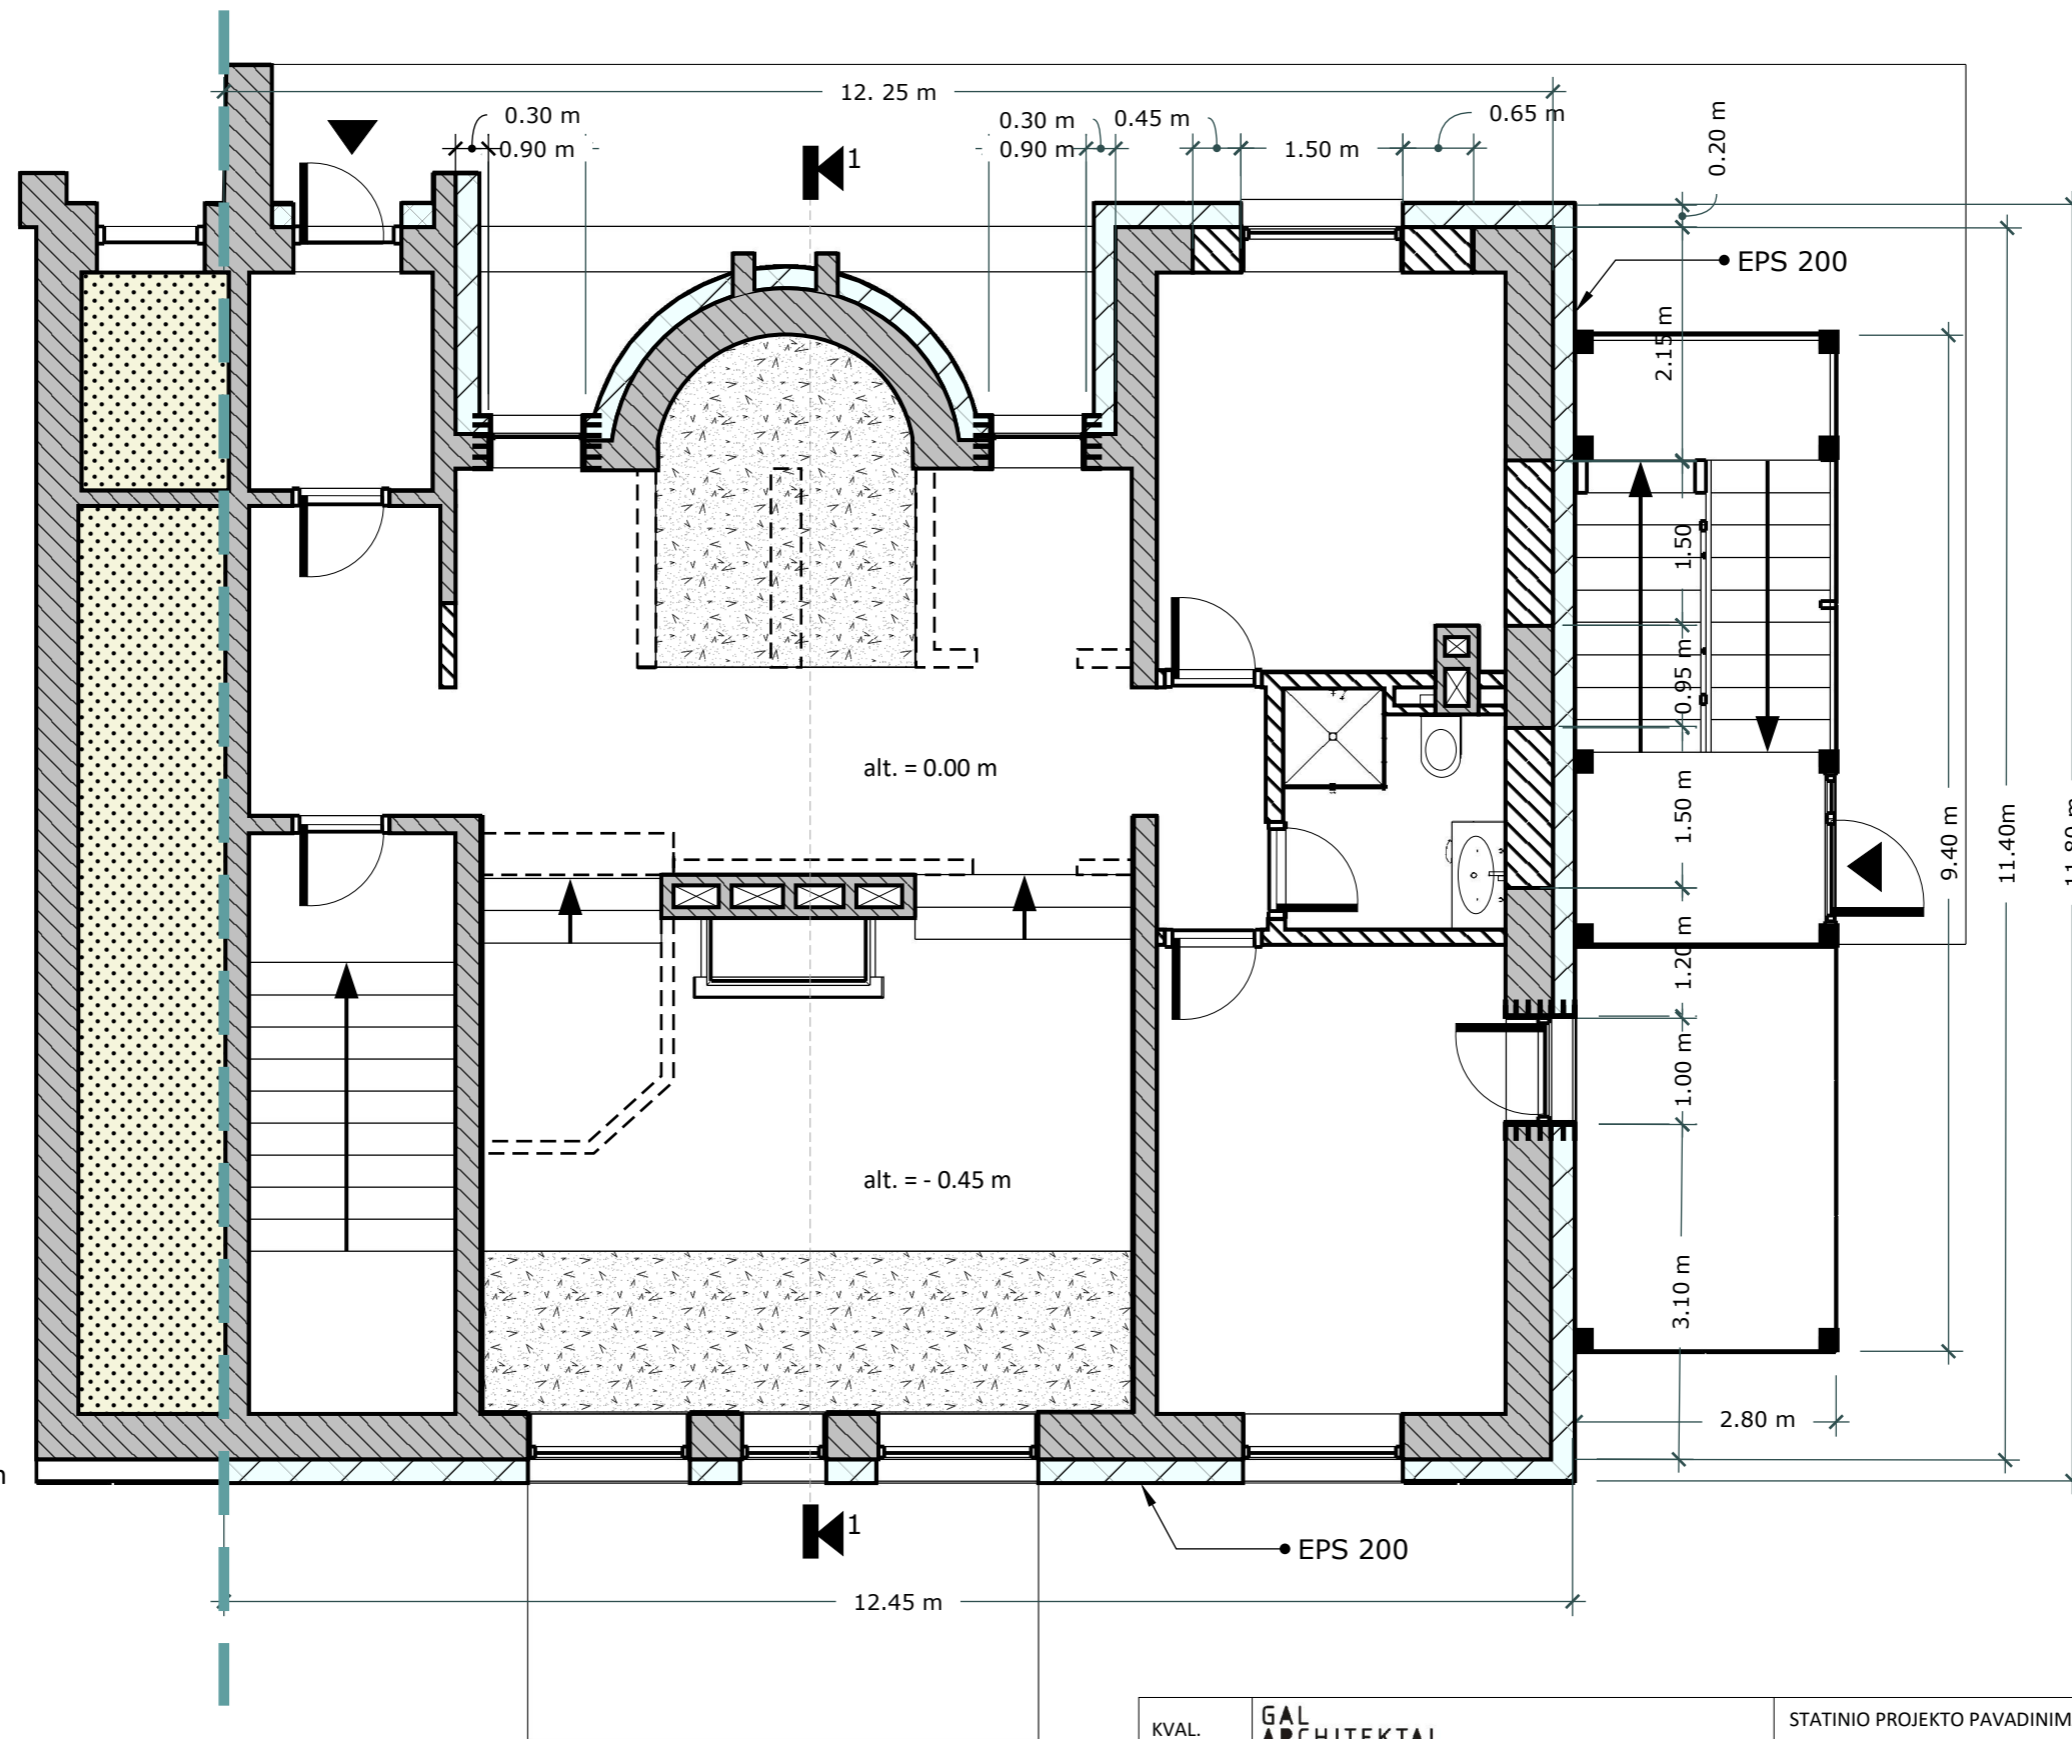 12. 25 m
0.30 m
0.90 m
0.30 m
0.90 m
0.45 m
1.50 m
0.65 m
0.20 m
1
EPS 200
2.15 m
1.50
0.95 m
alt. = 0.00 m
1.50 m
9.40 m
11.40m
11.80 m
1.20 m
1.00 m
alt. = - 0.45 m
3.10 m
2.80 m
m
1
EPS 200
12.45 m
KVAL.
GAL
ARCHITEKTAI
STATINIO PROJEKTO PAVADINIM